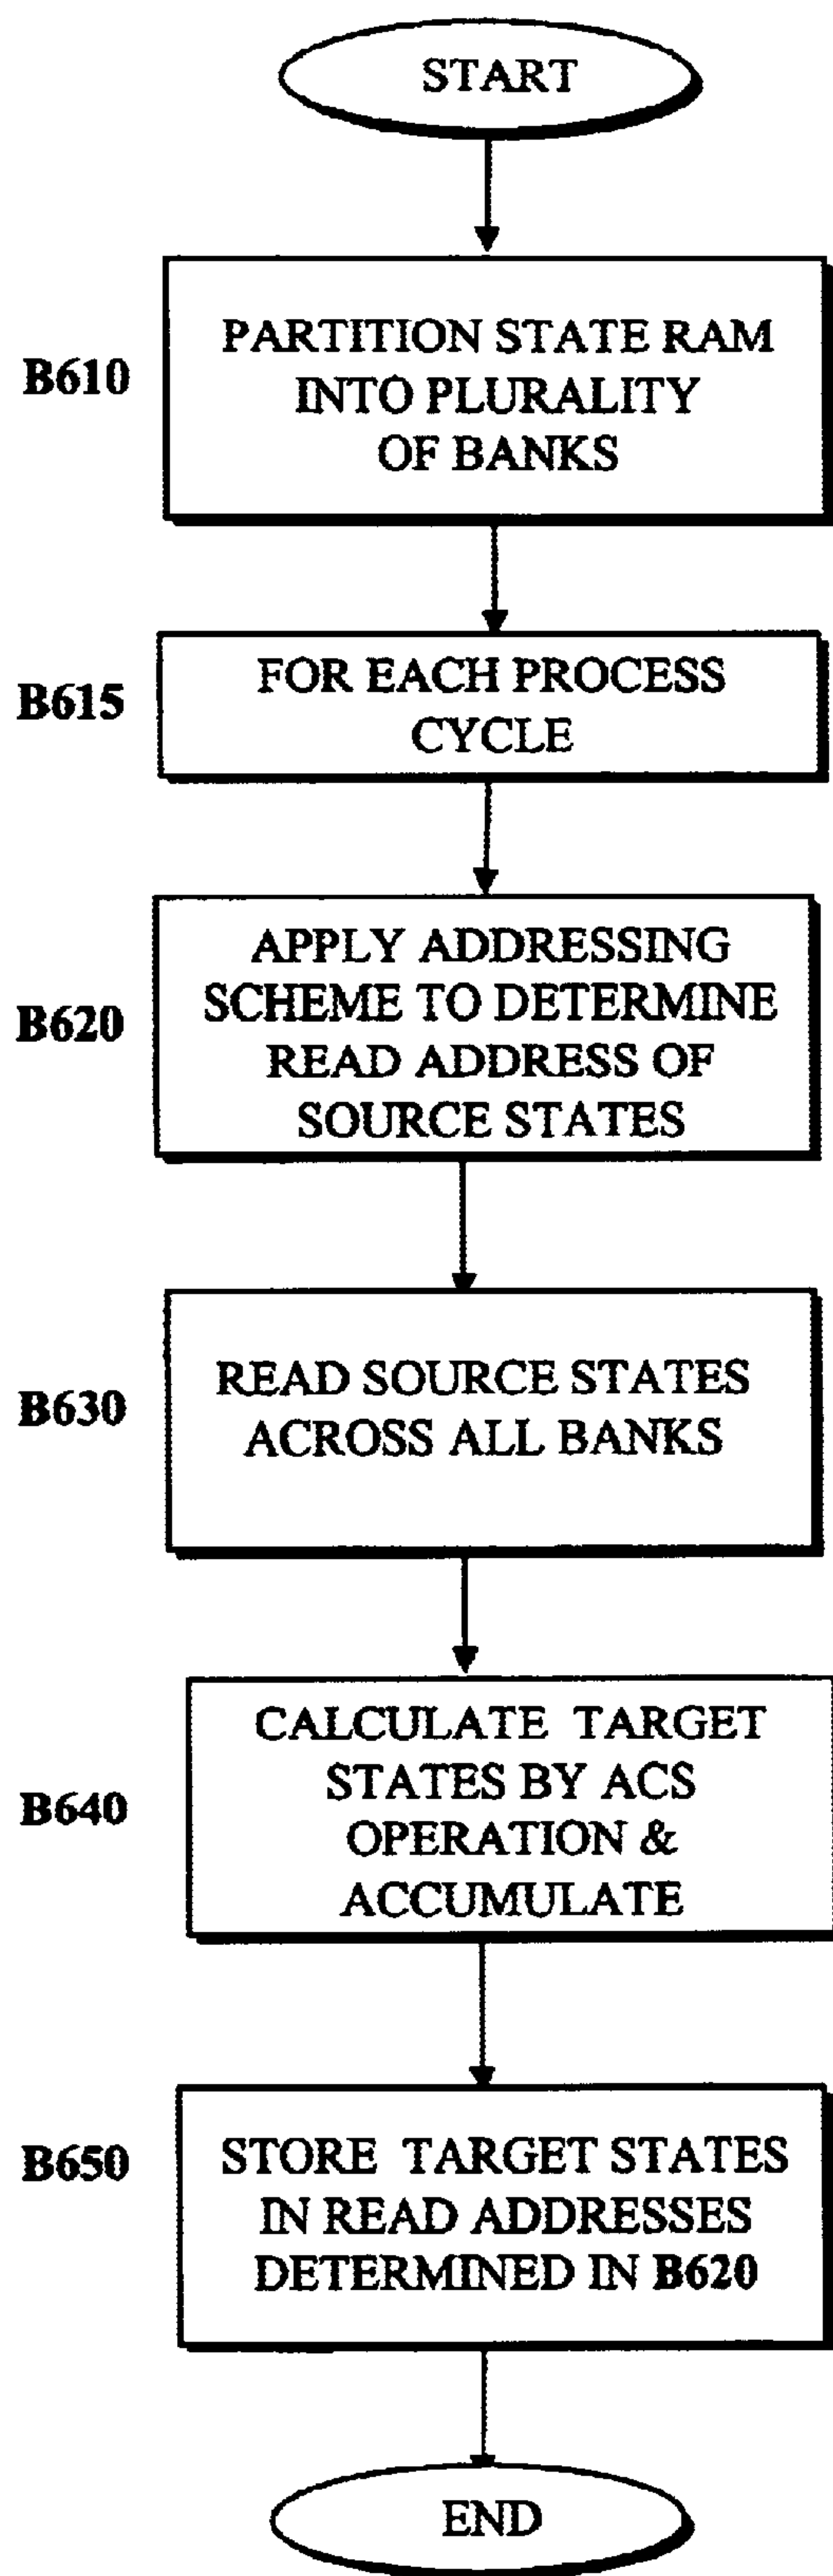 START
B610
PARTITION STATE RAM
INTO PLURALITY
OF BANKS
B615
FOR EACH PROCESS
CYCLE
B620
APPLY ADDRESSING
SCHEME TO DETERMINE
READ ADDRESS OF
SOURCE STATES
B630
READ SOURCE STATES
ACROSS ALL BANKS
B640
CALCULATE TARGET
STATES BY ACS
OPERATION &
ACCUMULATE
B650
STORE TARGET STATES
IN READ ADDRESSES
DETERMINED IN B620
END